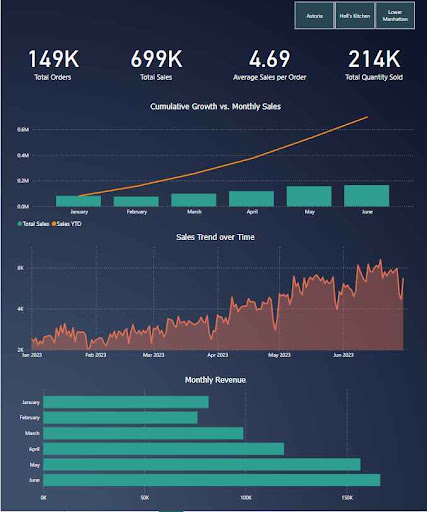 Astoria
Hell's Kitchen
Lower
Manhattan
149K 699K 4.69 214K
Total Orders Total Sales Average Sales per Order Total Quantity Sold
Cumulative Growth vs. Monthly Sales
0.6M
0.4M
0.2M
0.0M
January February March April May June
Total Sales Sales YTD
Sales Trend over Time
6K
4K
2K
Jan 2023 Feb 2023 Mar 2023 Apr 2023 May 2023 Jun 2023
Monthly Revenue
January
February
March
April
May
June
0K 50K 100K 150K